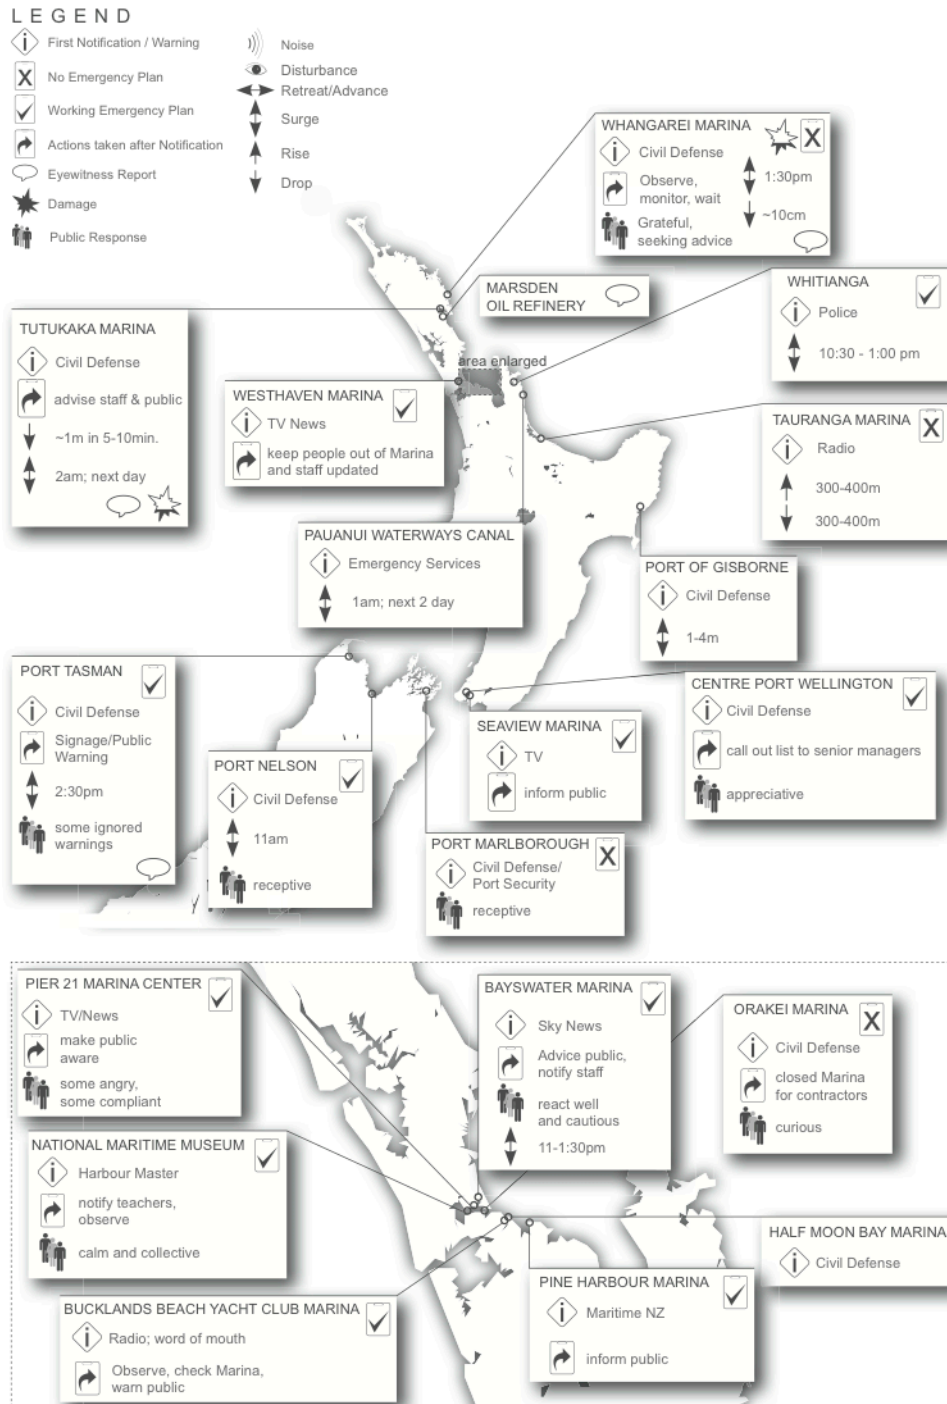 LEGEND
First Notification / Warning
No Emergency Plan
Working Emergency Plan
Actions taken after Notification
Eyewitness Report
Damage
Public Response
Noise
Disturbance
Retreat/Advance
Surge
Rise
Drop
WHANGAREI MARINA
Civil Defense
Observe,
monitor, wait
Grateful,
seeking advice
1:30pm
~10cm
MARSDEN
OIL REFINERY
WHITIANGA
Police
10:30 - 1:00 pm
TUTUKAKA MARINA
Civil Defense
advise staff & public
~1m in 5-10min.
2am; next day
area enlarged
WESTHAVEN MARINA
TV News
keep people out of Marina
and staff updated
TAURANGA MARINA
Radio
300-400m
300-400m
PAUANUI WATERWAYS CANAL
Emergency Services
1am; next 2 day
PORT OF GISBORNE
Civil Defense
1-4m
PORT TASMAN
Civil Defense
Signage/Public
Warning
2:30pm
some ignored
warnings
PORT NELSON
Civil Defense
11am
receptive
SEAVIEW MARINA
TV
inform public
CENTRE PORT WELLINGTON
Civil Defense
call out list to senior managers
appreciative
PORT MARLBOROUGH
Civil Defense/
Port Security
receptive
PIER 21 MARINA CENTER
TV/News
make public
aware
some angry,
some compliant
BAYSWATER MARINA
Sky News
Advice public,
notify staff
react well
and cautious
11-1:30pm
ORAKEI MARINA
Civil Defense
closed Marina
for contractors
curious
NATIONAL MARITIME MUSEUM
Harbour Master
notify teachers,
observe
calm and collective
HALF MOON BAY MARINA
Civil Defense
BUCKLANDS BEACH YACHT CLUB MARINA
Radio; word of mouth
Observe, check Marina,
warn public
PINE HARBOUR MARINA
Maritime NZ
inform public